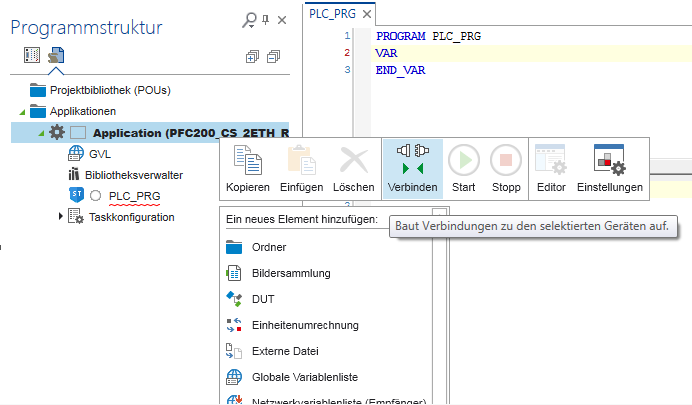 Programmstruktur
PLC_PRG
1 PROGRAM PLC_PRG
2 VAR
3 END_VAR
Projektbibliothek (POUs)
Applikationen
Application (PFC200_CS_2ETH_R
GVL
Bibliotheksverwalter
ST
PLC_PRG
Taskkonfiguration
Kopieren
Einfügen
Löschen
Verbinden
Start
Stopp
Editor
Einstellungen
Ein neues Element hinzufügen:
Baut Verbindungen zu den selektierten Geräten auf.
Ordner
Bildersammlung
DUT
Einheitenumrechnung
Externe Datei
Globale Variablenliste
Netzwerkvariablenliste (Empfänger)